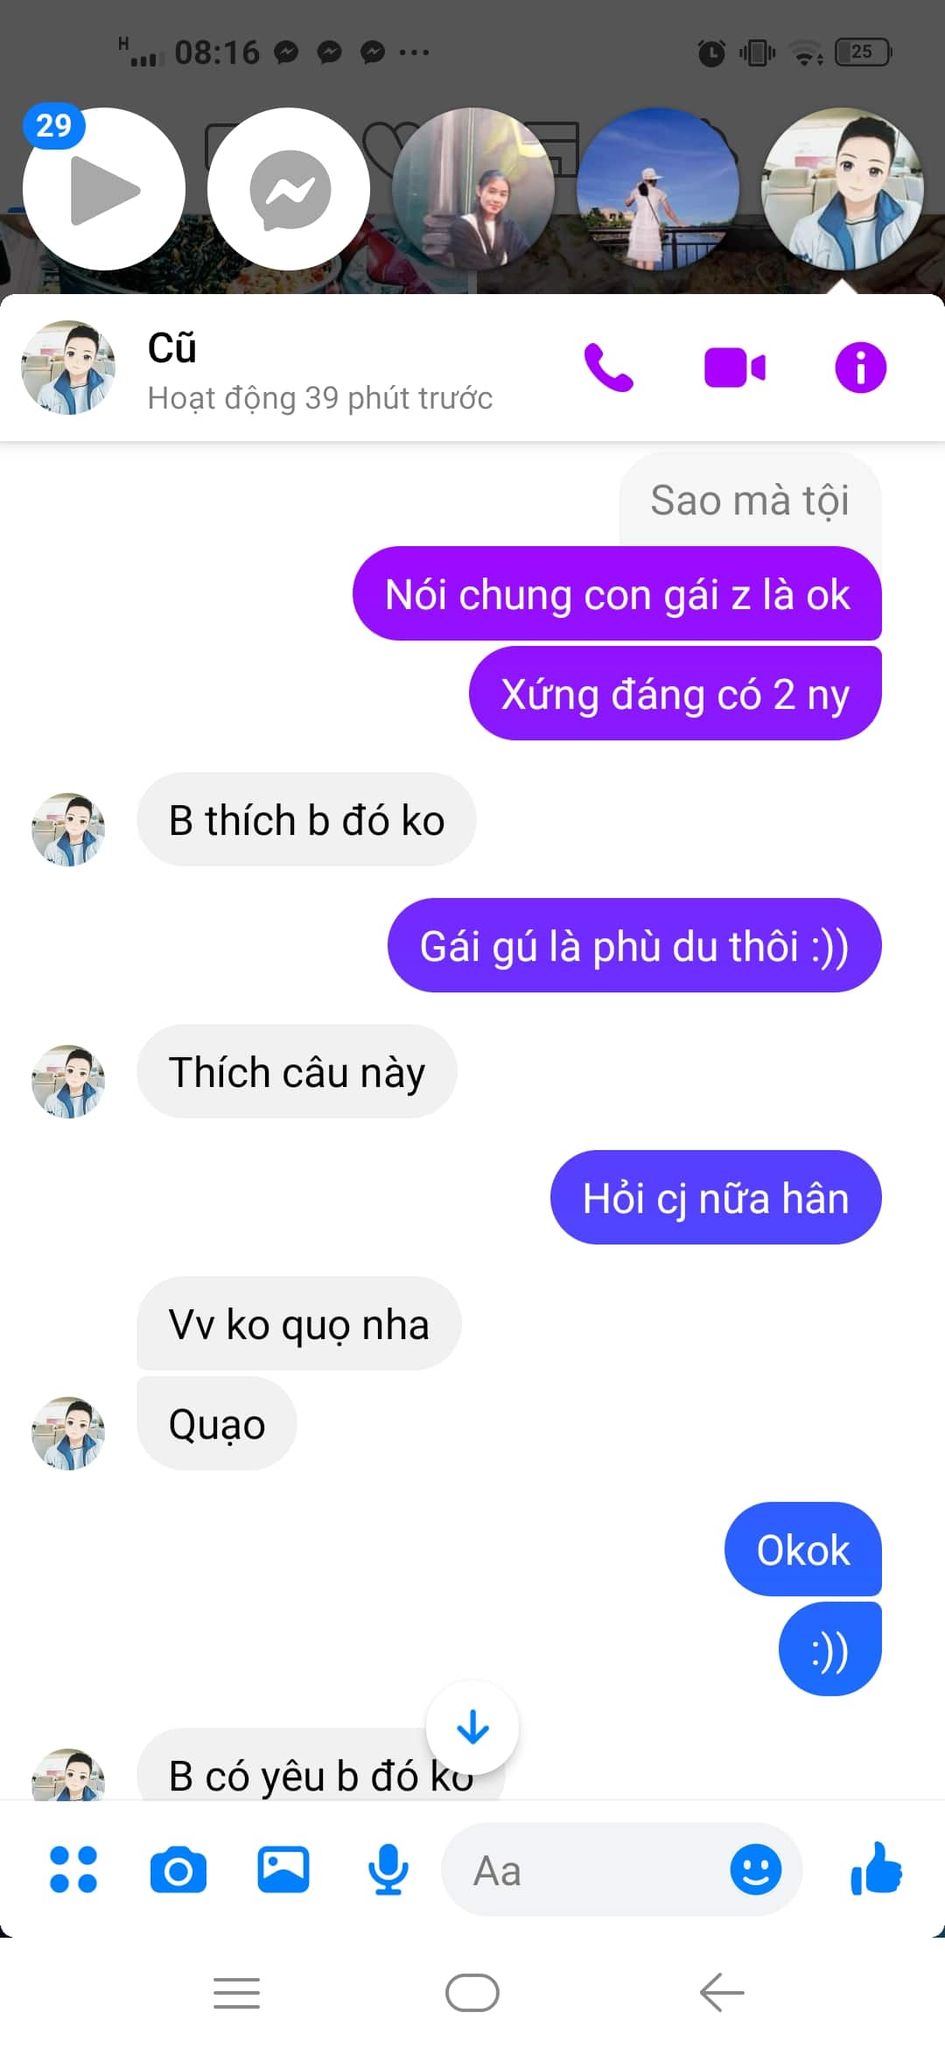 H
08:16
25
29
Cũ
Hoạt động 39 phút trước
Sao mà tội
Nói chung con gái z là ok
Xứng đáng có 2 ny
B thích b đó ko
Gái gú là phù du thôi :))
Thích câu này
Hỏi cj nữa hân
Vv ko quọ nha
Quạo
Okok
:))
B có yêu b đó ko
Aa